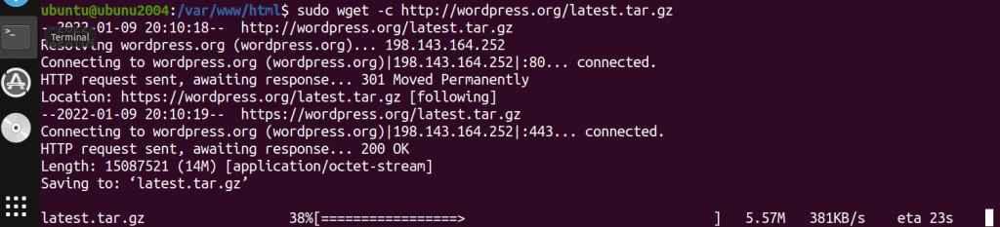 ubuntu@ubunu2004:/var/www/html$ sudo wget -c http://wordpress.org/latest.tar.gz
--2022-01-09 20:10:18--  http://wordpress.org/latest.tar.gz
Terminal
Resolving wordpress.org (wordpress.org)... 198.143.164.252
Connecting to wordpress.org (wordpress.org)|198.143.164.252|:80... connected.
HTTP request sent, awaiting response... 301 Moved Permanently
Location: https://wordpress.org/latest.tar.gz [following]
--2022-01-09 20:10:19--  https://wordpress.org/latest.tar.gz
Connecting to wordpress.org (wordpress.org)|198.143.164.252|:443... connected.
HTTP request sent, awaiting response... 200 OK
Length: 15087521 (14M) [application/octet-stream]
Saving to: ‘latest.tar.gz’
latest.tar.gz 38%[=================> ] 5.57M 381KB/s eta 23s